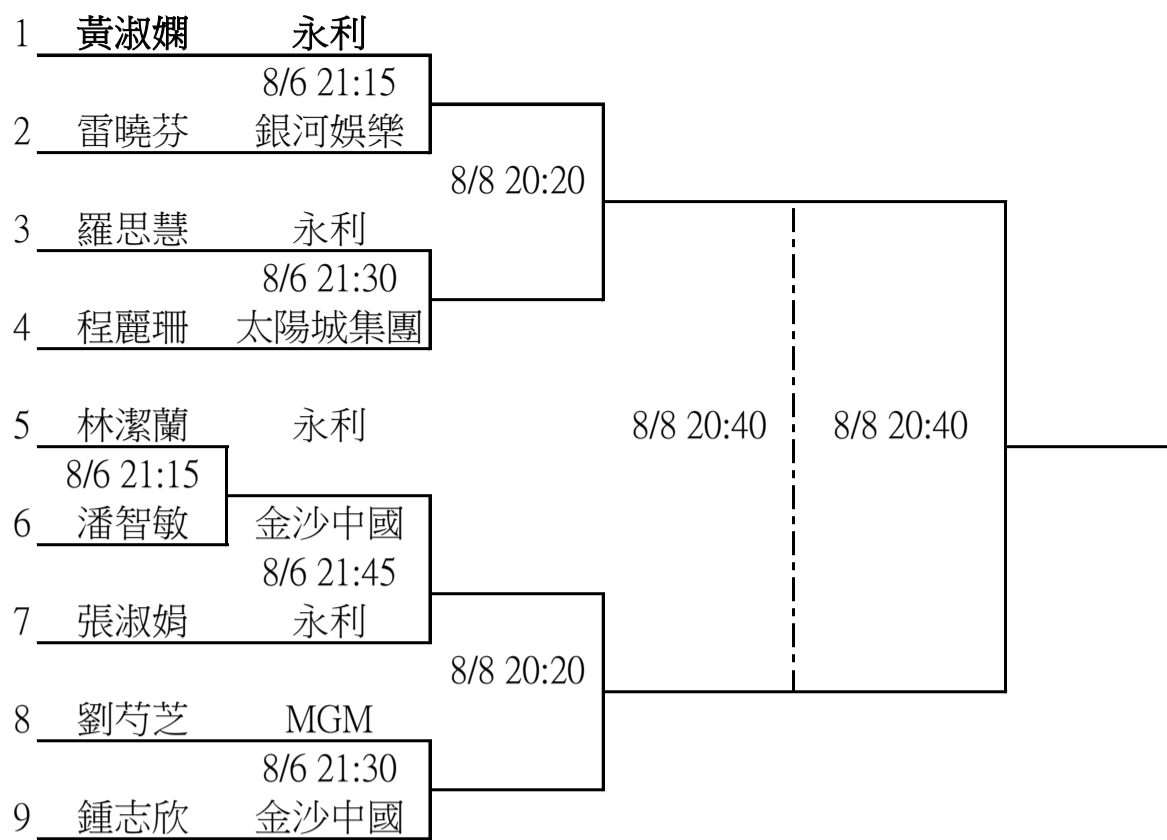 1 黃淑嫻 永利
8/6 21:15
2 雷曉芬 銀河娛樂
8/8 20:20
3 羅思慧 永利
8/6 21:30
4 程麗珊 太陽城集團
5 林潔蘭 永利
8/8 20:40 8/8 20:40
8/6 21:15
6 潘智敏 金沙中國
8/6 21:45
7 張淑娟 永利
8/8 20:20
8 劉芍芝 MGM
8/6 21:30
9 鍾志欣 金沙中國